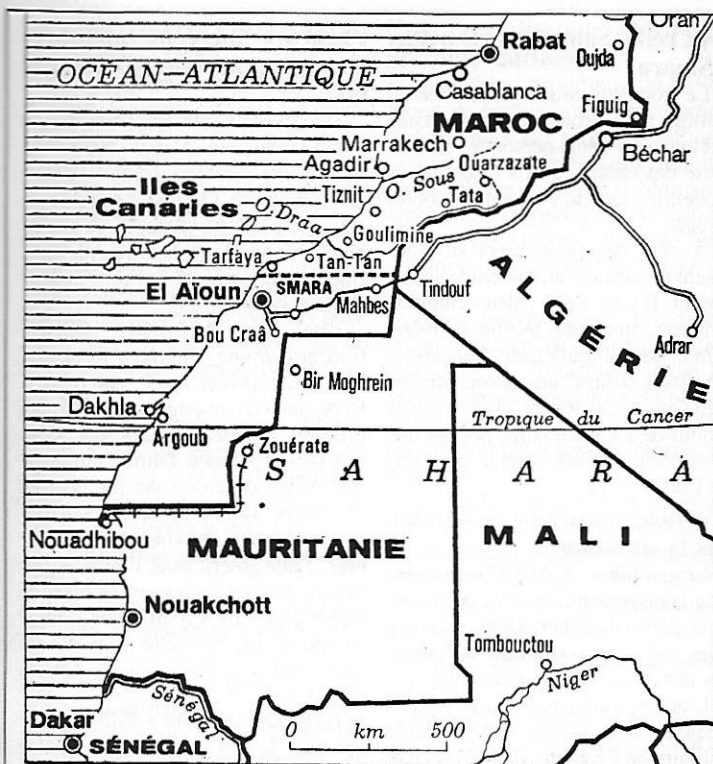 Oran
Rabat
Oujda
OCÉAN ATLANTIQUE
Casablanca
Figuig
MAROC
Marrakech
Béchar
Agadir
Ouarzazate
O. Sous
Tiznit
Tata
Iles
Canaries
O. Draa
Goulimine
Tarfaya
Tan-Tan
ALGÉRIE
El Aïoun
SMARA
Mahbes
Tindouf
Bou Craâ
Adrar
Bir Moghrein
Dakhla
Argoub
Tropique du Cancer
Zouérate
SAHARA
Nouadhibou
MAURITANIE
MALI
Nouakchott
Tombouctou
Sénégal
Niger
Dakar
SÉNÉGAL
0 km 500